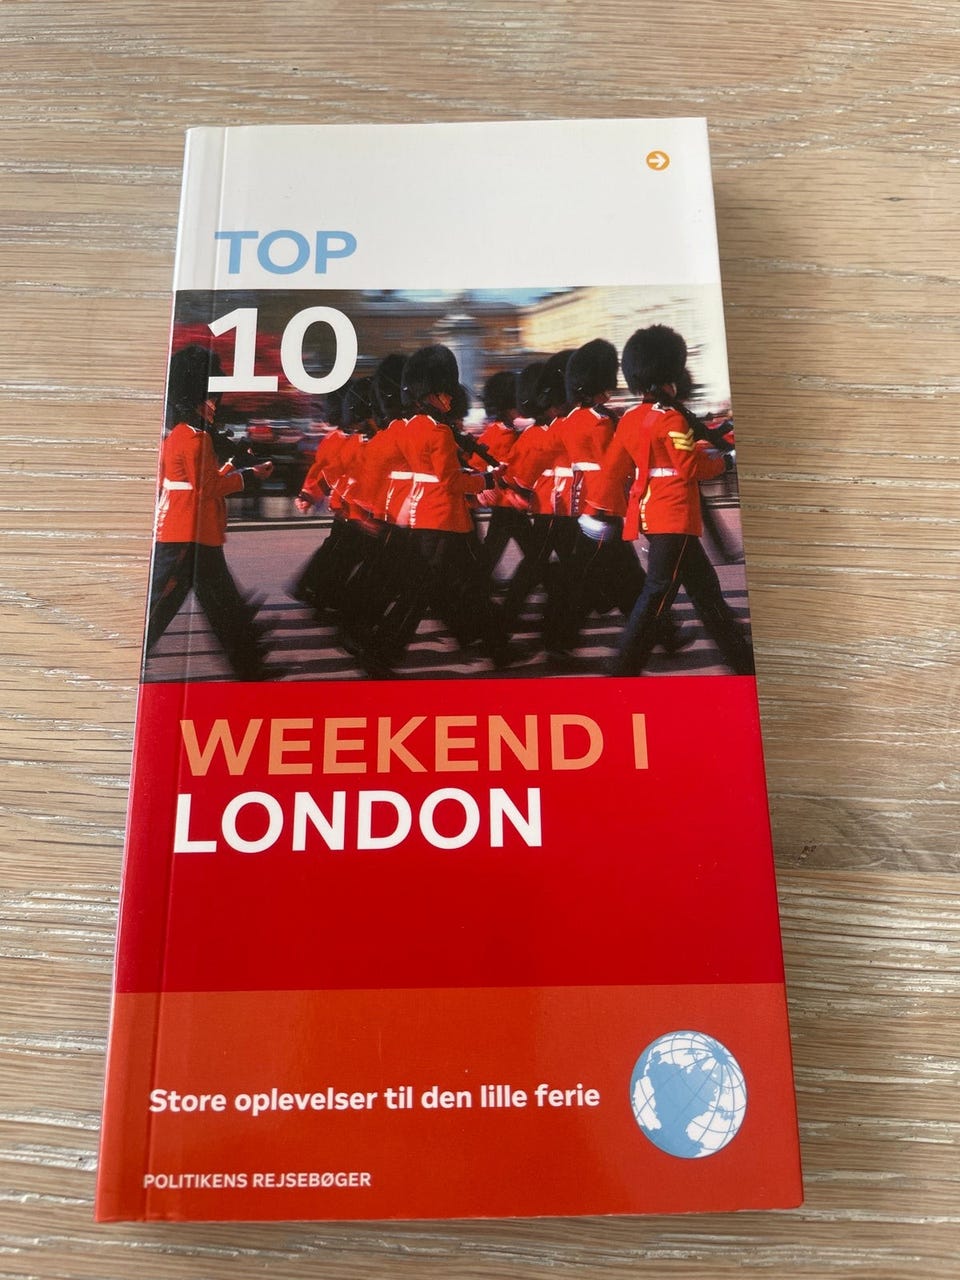 TOP
10
WEEKEND I
LONDON
Store oplevelser til den lille ferie
POLITIKENS REJSEBØGER